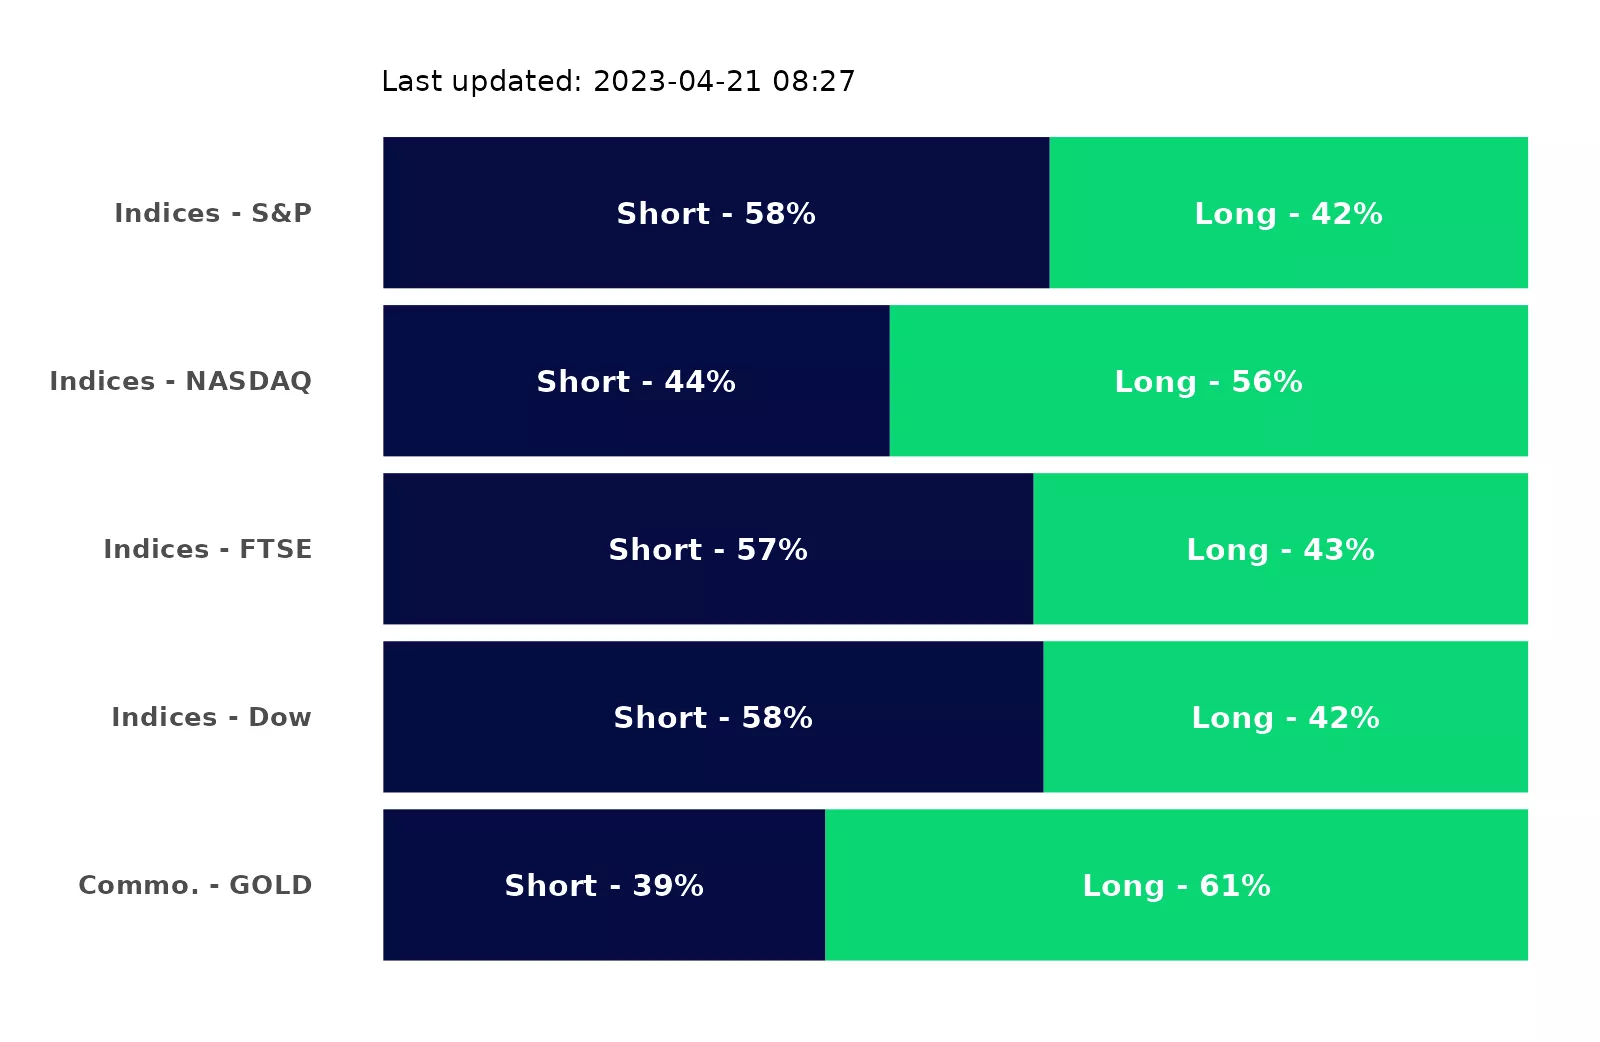 Last updated: 2023-04-21 08:27
Indices - S&P Short - 58% Long - 42%
Indices - NASDAQ Short - 44% Long - 56%
Indices - FTSE Short - 57% Long - 43%
Indices - Dow Short - 58% Long - 42%
Commo. - GOLD Short - 39% Long - 61%